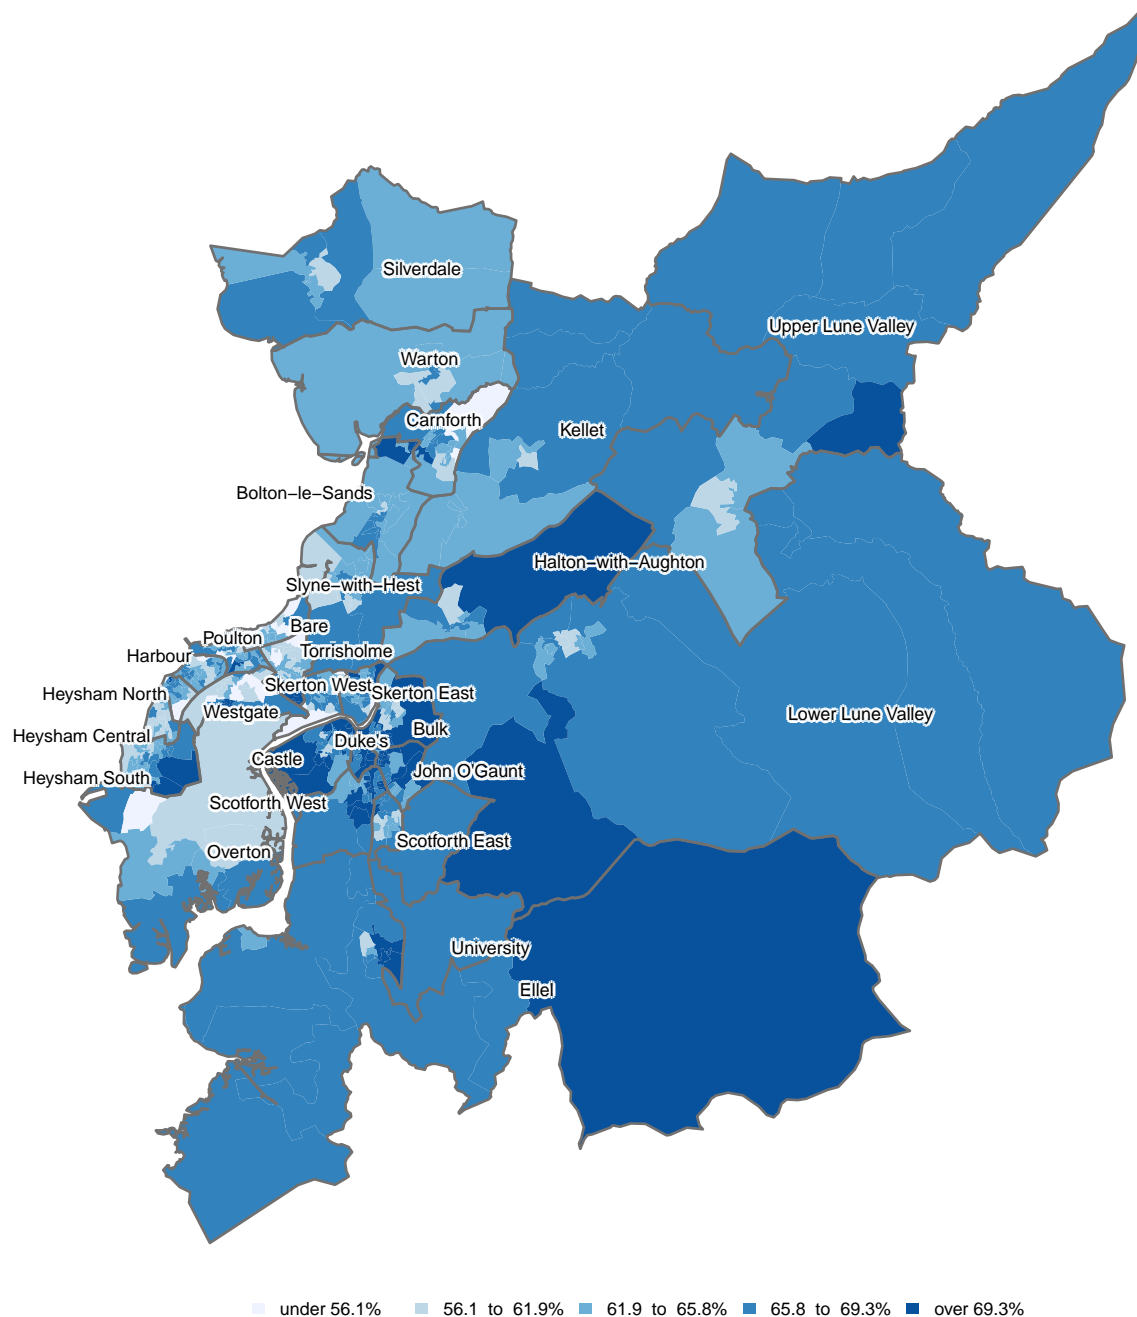 Silverdale
Upper Lune Valley
Warton
Carnforth
Kellet
Bolton–le–Sands
Halton–with–Aughton
Slyne–with–Hest
Bare
Poulton
Torrisholme
Harbour
Skerton West
Skerton East
Heysham North
Westgate
Lower Lune Valley
Bulk
Heysham Central
Duke's
Castle
John O'Gaunt
Heysham South
Scotforth West
Scotforth East
Overton
University
Ellel
under 56.1% 56.1 to 61.9% 61.9 to 65.8% 65.8 to 69.3% over 69.3%